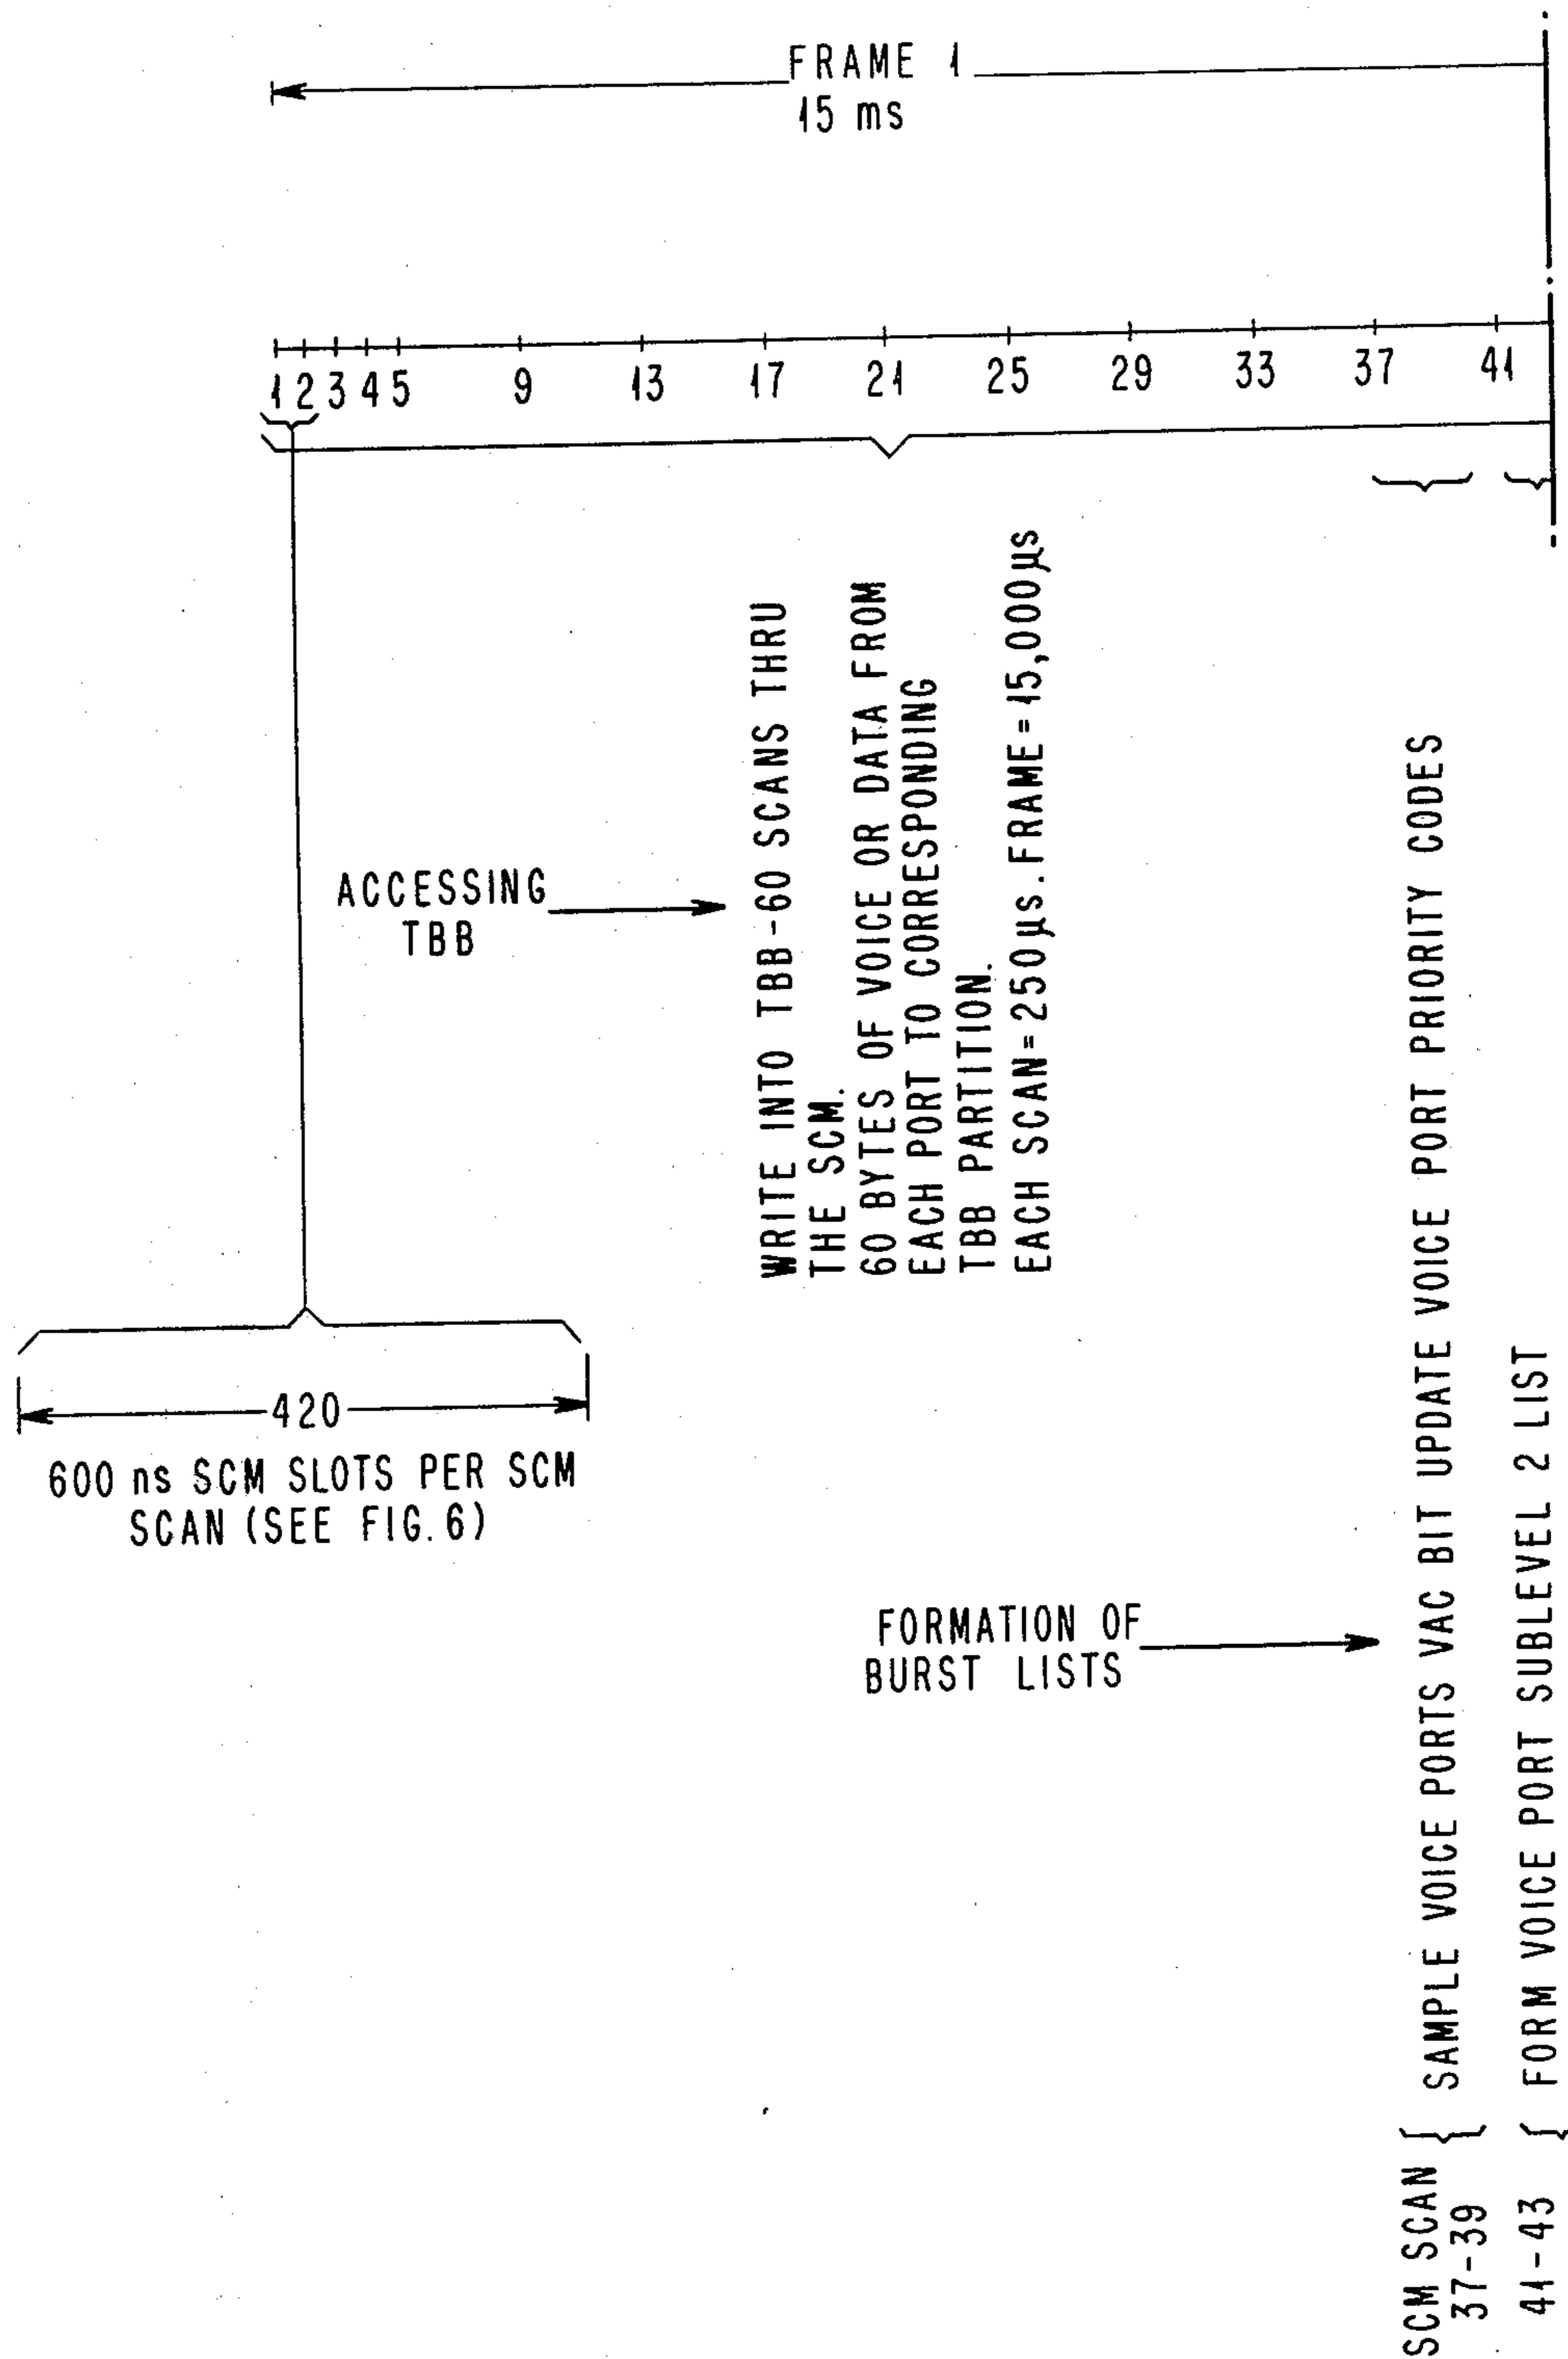 FRAME 1
15 ms
1 2 3 4 5 9 13 17 21 25 29 33 37 41
ACCESSING
TBB
WRITE INTO TBB-60 SCANS THRU
THE SCM.
60 BYTES OF VOICE OR DATA FROM
EACH PORT TO CORRESPONDING
TBB PARTITION.
EACH SCAN=250µs.FRAME=15,000µs
420
600 ns SCM SLOTS PER SCM
SCAN (SEE FIG.6)
FORMATION OF
BURST LISTS
SCM SCAN
37-39
SAMPLE VOICE PORTS VAC BIT UPDATE VOICE PORT PRIORITY CODES
41-43 FORM VOICE PORT SUBLEVEL 2 LIST